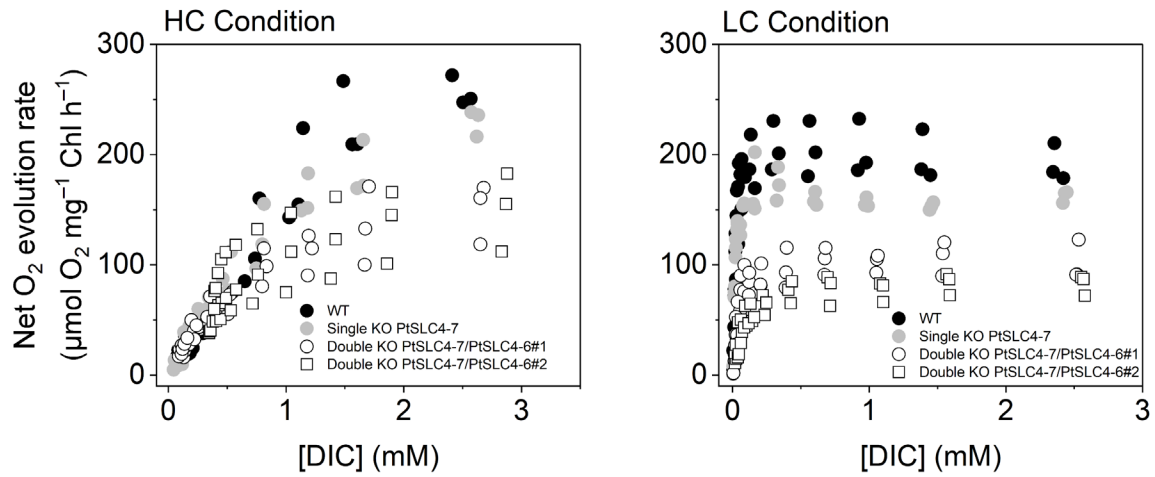 HC Condition
Net O₂ evolution rate
(μmol O₂ mg⁻¹ Chl h⁻¹)
300
200
100
0
WT
Single KO PtSLC4-7
Double KO PtSLC4-7/PtSLC4-6#1
Double KO PtSLC4-7/PtSLC4-6#2
0 1 2 3
[DIC] (mM)
LC Condition
300
200
100
0
WT
Single KO PtSLC4-7
Double KO PtSLC4-7/PtSLC4-6#1
Double KO PtSLC4-7/PtSLC4-6#2
0 1 2 3
[DIC] (mM)